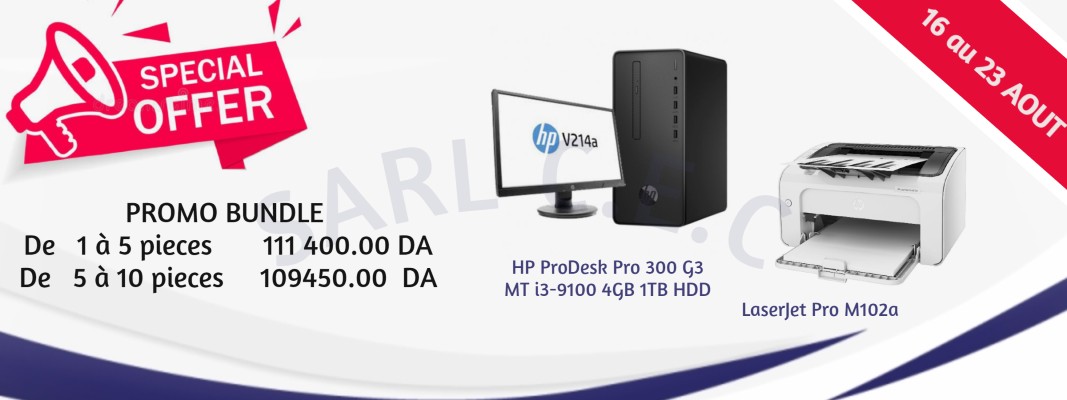 SPECIAL
OFFER
16 au 23 AOUT
hp V214a
hp
SARL C.E.C
PROMO BUNDLE
De 1 à 5 pieces 111 400.00 DA
De 5 à 10 pieces 109450.00 DA
HP ProDesk Pro 300 G3
MT i3-9100 4GB 1TB HDD
LaserJet Pro M102a